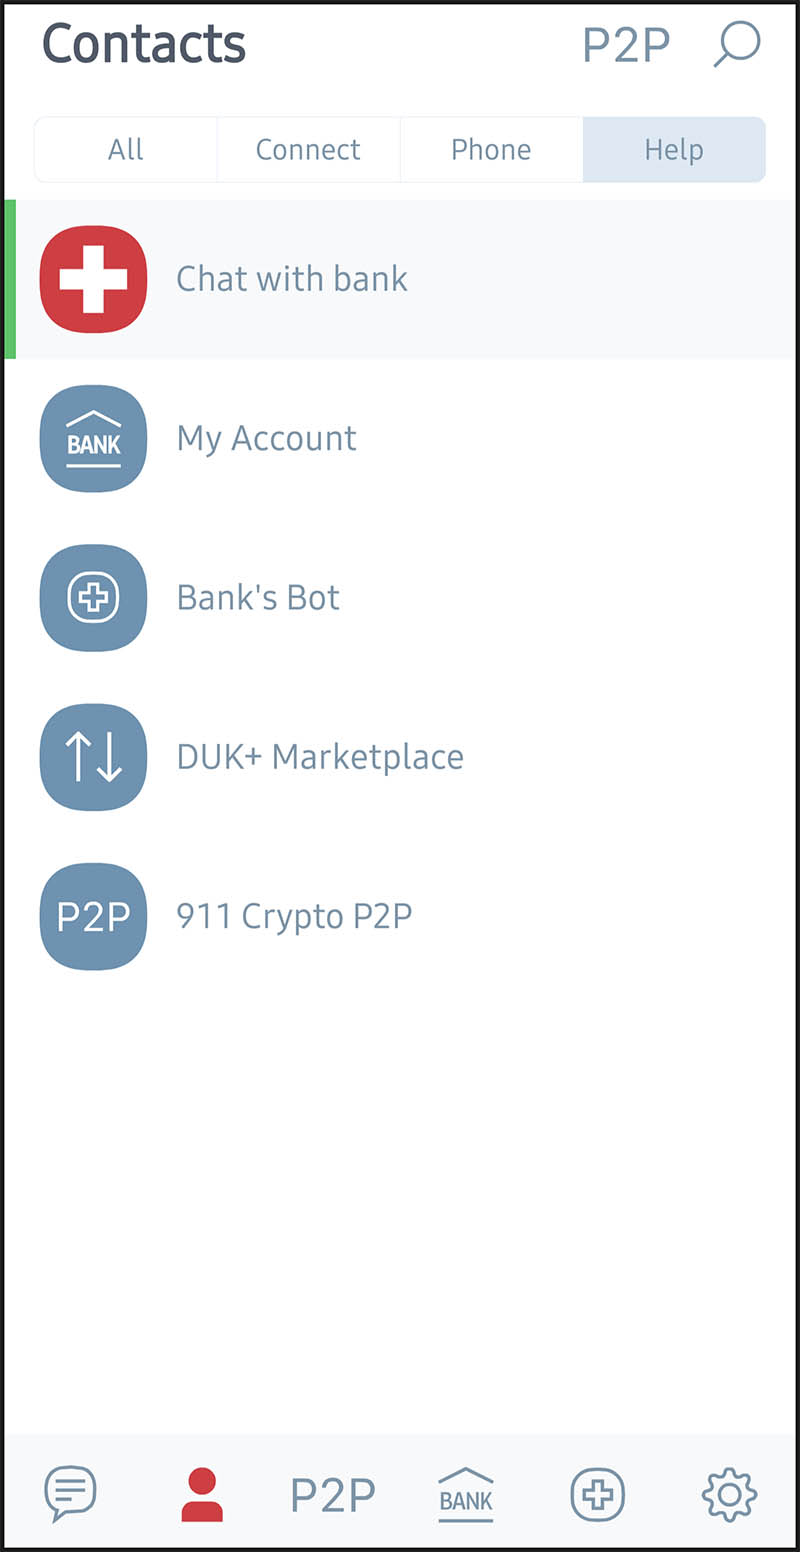 Contacts P2P
All Connect Phone Help
Chat with bank
BANK My Account
Bank's Bot
DUK+ Marketplace
P2P 911 Crypto P2P
P2P BANK